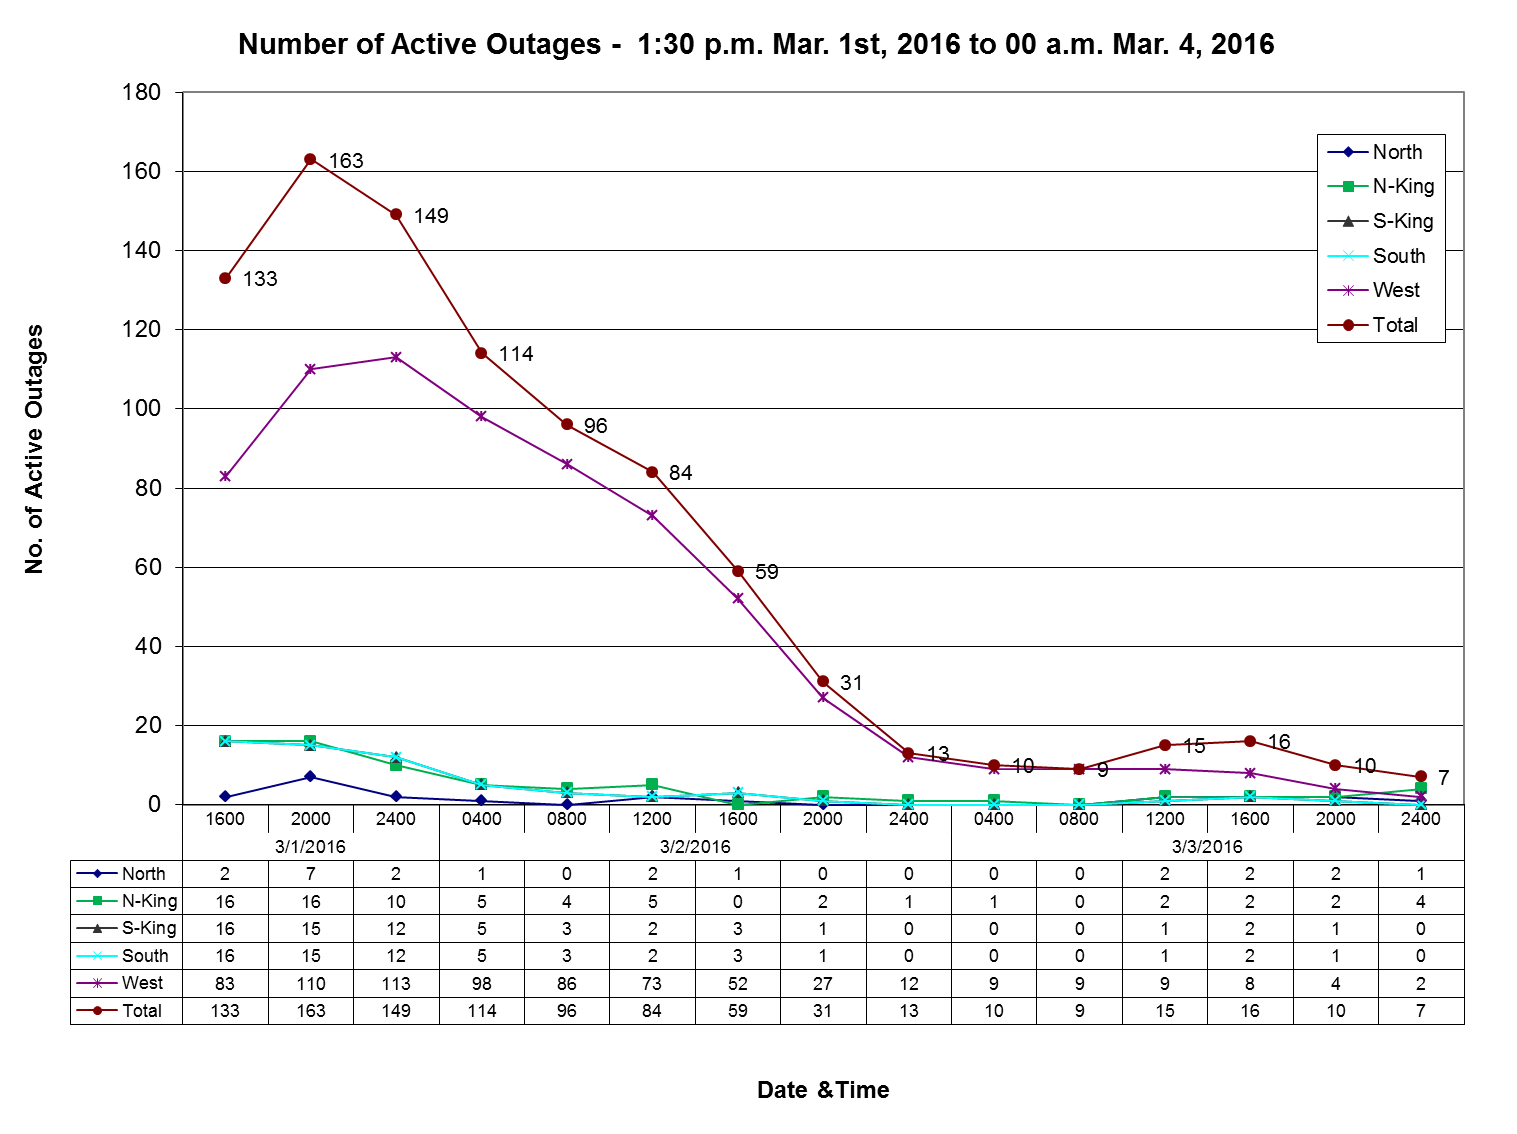 Number of Active Outages -  1:30 p.m. Mar. 1st, 2016 to 00 a.m. Mar. 4, 2016
No. of Active Outages
180
160
140
120
100
80
60
40
20
0
133
163
149
114
96
84
59
31
13
10
9
15
16
10
7
North
N-King
S-King
South
West
Total
1600 2000 2400 0400 0800 1200 1600 2000 2400 0400 0800 1200 1600 2000 2400
3/1/2016 3/2/2016 3/3/2016
North 2 7 2 1 0 2 1 0 0 0 0 2 2 2 1
N-King 16 16 10 5 4 5 0 2 1 1 0 2 2 2 4
S-King 16 15 12 5 3 2 3 1 0 0 0 1 2 1 0
South 16 15 12 5 3 2 3 1 0 0 0 1 2 1 0
West 83 110 113 98 86 73 52 27 12 9 9 9 8 4 2
Total 133 163 149 114 96 84 59 31 13 10 9 15 16 10 7
Date &Time